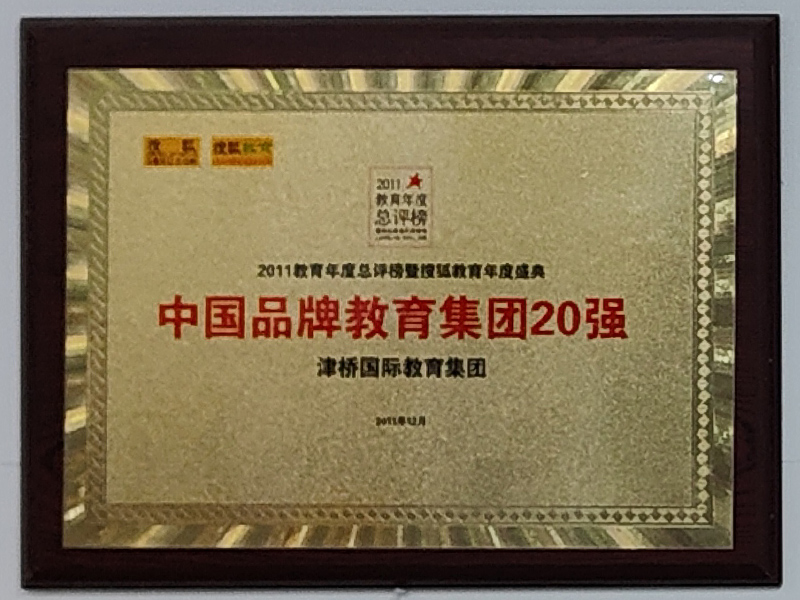 搜狐 搜狐教育
2011
教育年度
总评榜
2011教育年度总评榜暨搜狐教育年度盛典
中国品牌教育集团20强
津桥国际教育集团
2011年12月